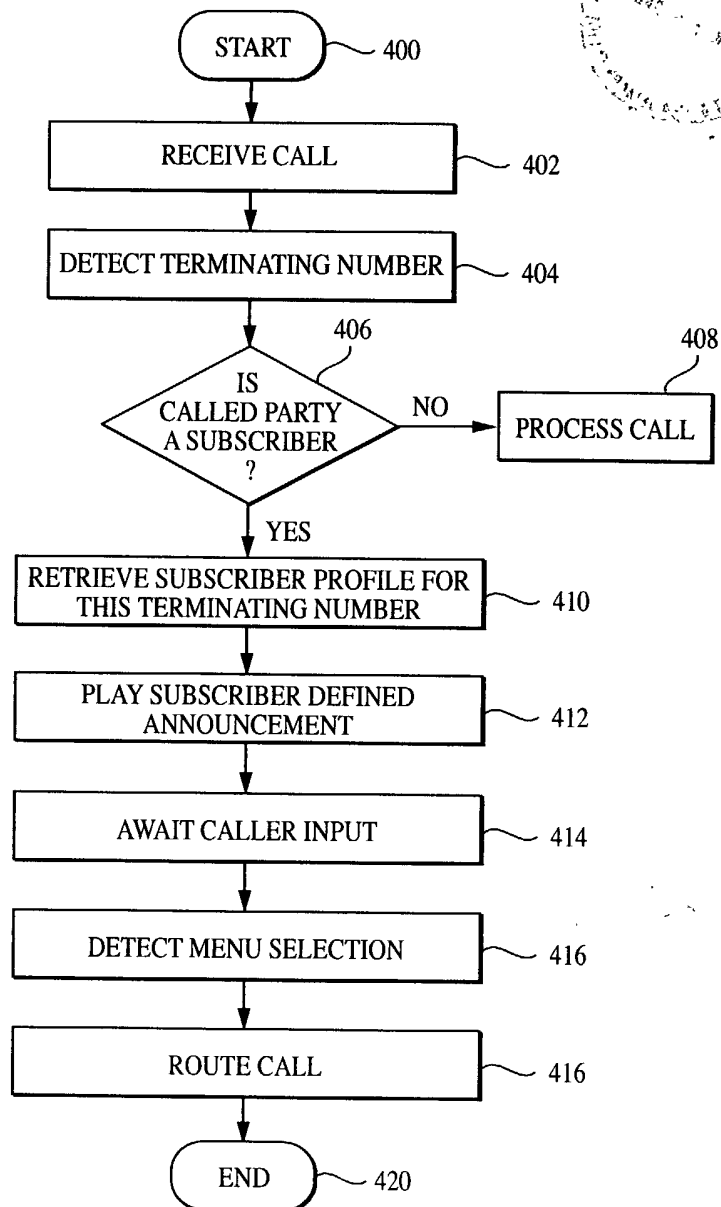 START 400
RECEIVE CALL 402
DETECT TERMINATING NUMBER 404
406
IS
CALLED PARTY
A SUBSCRIBER
?
NO
408
PROCESS CALL
YES
RETRIEVE SUBSCRIBER PROFILE FOR
THIS TERMINATING NUMBER
410
PLAY SUBSCRIBER DEFINED
ANNOUNCEMENT
412
AWAIT CALLER INPUT 414
DETECT MENU SELECTION 416
ROUTE CALL 416
END 420